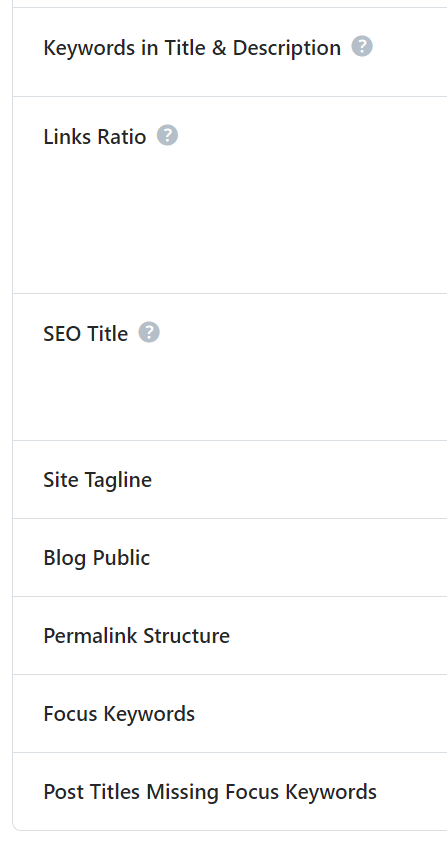 Keywords in Title & Description ?
Links Ratio ?
SEO Title ?
Site Tagline
Blog Public
Permalink Structure
Focus Keywords
Post Titles Missing Focus Keywords